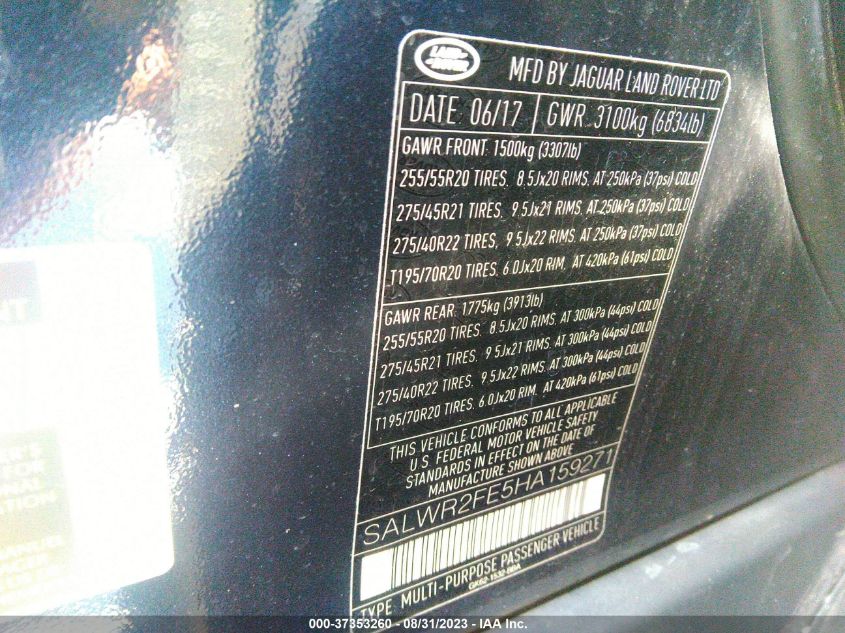 LAND
ROVER
MFD BY JAGUAR LAND ROVER LTD
DATE: 06/17 GWR 3100kg (6834lb)
GAWR FRONT. 1500kg (3307lb)
255/55R20 TIRES. 8.5Jx20 RIMS. AT 250kPa (37psi) COLD
275/45R21 TIRES. 9.5Jx21 RIMS. AT 250kPa (37psi) COLD
275/40R22 TIRES. 9.5Jx22 RIMS. AT 250kPa (37psi) COLD
T195/70R20 TIRES. 6.0Jx20 RIM. AT 420kPa (61psi) COLD
GAWR REAR. 1775kg (3913lb)
255/55R20 TIRES. 8.5Jx20 RIMS. AT 300kPa (44psi) COLD
275/45R21 TIRES. 9.5Jx21 RIMS. AT 300kPa (44psi) COLD
275/40R22 TIRES. 9.5Jx22 RIMS. AT 300kPa (44psi) COLD
T195/70R20 TIRES. 6.0Jx20 RIM. AT 420kPa (61psi) COLD
THIS VEHICLE CONFORMS TO ALL APPLICABLE
U.S. FEDERAL MOTOR VEHICLE SAFETY
STANDARDS IN EFFECT ON THE DATE OF
MANUFACTURE SHOWN ABOVE
SALWR2FE5HA159271
TYPE: MULTI-PURPOSE PASSENGER VEHICLE
000-37353260 - 08/31/2023 - IAA Inc.